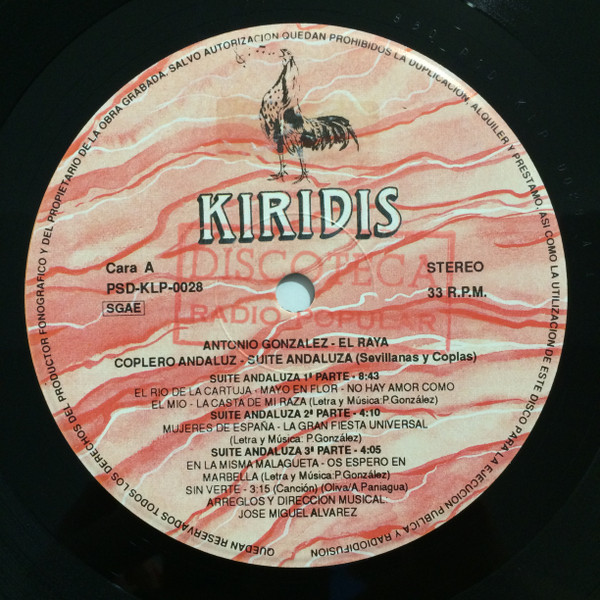 QUEDAN RESERVADOS TODOS LOS DERECHOS DEL PRODUCTOR FONOGRAFICO Y DEL PROPIETARIO DE LA OBRA GRABADA. SALVO AUTORIZACION QUEDAN PROHIBIDOS LA DUPLICACION, ALQUILER Y PRESTAMO, ASI COMO LA UTILIZACION DE ESTE DISCO PARA LA EJECUCION PUBLICA Y RADIODIFUSION
KIRIDIS
DISCOTECA
RADIO POPULAR
Cara A
STEREO
PSD-KLP-0028
33 R.P.M.
SGAE
ANTONIO GONZALEZ - EL RAYA
COPLERO ANDALUZ - SUITE ANDALUZA (Sevillanas y Coplas)
SUITE ANDALUZA 1ª PARTE - 8:43
EL RIO DE LA CARTUJA - MAYO EN FLOR - NO HAY AMOR COMO
EL MIO - LA CASTA DE MI RAZA (Letra y Música: P.González)
SUITE ANDALUZA 2ª PARTE - 4:10
MUJERES DE ESPAÑA - LA GRAN FIESTA UNIVERSAL
(Letra y Música: P.González)
SUITE ANDALUZA 3ª PARTE - 4:05
EN LA MISMA MALAGUETA - OS ESPERO EN
MARBELLA (Letra y Música:P.González)
SIN VERTE - 3:15 (Canción) (Oliva/A.Paniagua)
ARREGLOS Y DIRECCION MUSICAL:
JOSE MIGUEL ALVAREZ